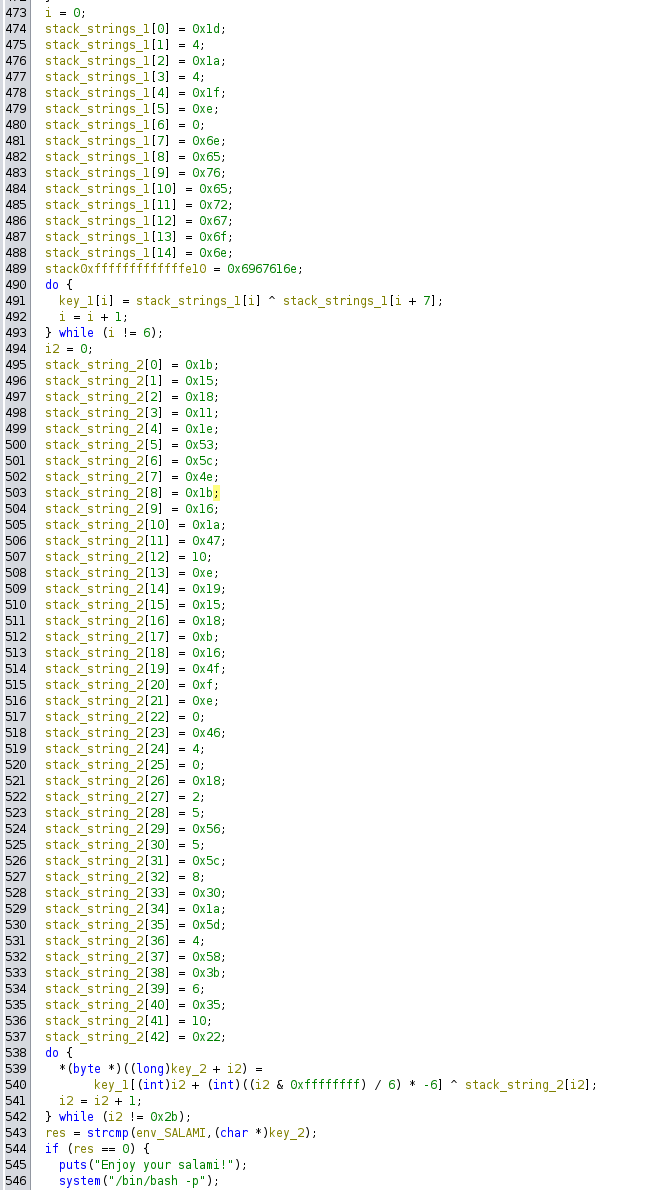 473 i = 0;
474 stack_strings_1[0] = 0x1d;
475 stack_strings_1[1] = 4;
476 stack_strings_1[2] = 0x1a;
477 stack_strings_1[3] = 4;
478 stack_strings_1[4] = 0x1f;
479 stack_strings_1[5] = 0xe;
480 stack_strings_1[6] = 0;
481 stack_strings_1[7] = 0x6e;
482 stack_strings_1[8] = 0x65;
483 stack_strings_1[9] = 0x76;
484 stack_strings_1[10] = 0x65;
485 stack_strings_1[11] = 0x72;
486 stack_strings_1[12] = 0x67;
487 stack_strings_1[13] = 0x6f;
488 stack_strings_1[14] = 0x6e;
489 stack0xfffffffffffffe10 = 0x6967616e;
490 do {
491 key_1[i] = stack_strings_1[i] ^ stack_strings_1[i + 7];
492 i = i + 1;
493 } while (i != 6);
494 i2 = 0;
495 stack_string_2[0] = 0x1b;
496 stack_string_2[1] = 0x15;
497 stack_string_2[2] = 0x18;
498 stack_string_2[3] = 0x11;
499 stack_string_2[4] = 0x1e;
500 stack_string_2[5] = 0x53;
501 stack_string_2[6] = 0x5c;
502 stack_string_2[7] = 0x4e;
503 stack_string_2[8] = 0x1b;
504 stack_string_2[9] = 0x16;
505 stack_string_2[10] = 0x1a;
506 stack_string_2[11] = 0x47;
507 stack_string_2[12] = 10;
508 stack_string_2[13] = 0xe;
509 stack_string_2[14] = 0x19;
510 stack_string_2[15] = 0x15;
511 stack_string_2[16] = 0x18;
512 stack_string_2[17] = 0xb;
513 stack_string_2[18] = 0x16;
514 stack_string_2[19] = 0x4f;
515 stack_string_2[20] = 0xf;
516 stack_string_2[21] = 0xe;
517 stack_string_2[22] = 0;
518 stack_string_2[23] = 0x46;
519 stack_string_2[24] = 4;
520 stack_string_2[25] = 0;
521 stack_string_2[26] = 0x18;
522 stack_string_2[27] = 2;
523 stack_string_2[28] = 5;
524 stack_string_2[29] = 0x56;
525 stack_string_2[30] = 5;
526 stack_string_2[31] = 0x5c;
527 stack_string_2[32] = 8;
528 stack_string_2[33] = 0x30;
529 stack_string_2[34] = 0x1a;
530 stack_string_2[35] = 0x5d;
531 stack_string_2[36] = 4;
532 stack_string_2[37] = 0x58;
533 stack_string_2[38] = 0x3b;
534 stack_string_2[39] = 6;
535 stack_string_2[40] = 0x35;
536 stack_string_2[41] = 10;
537 stack_string_2[42] = 0x22;
538 do {
539 *(byte *)((long)key_2 + i2) =
540 key_1[(int)i2 + (int)((i2 & 0xffffffff) / 6) * -6] ^ stack_string_2[i2];
541 i2 = i2 + 1;
542 } while (i2 != 0x2b);
543 res = strcmp(env_SALAMI,(char *)key_2);
544 if (res == 0) {
545 puts("Enjoy your salami!");
546 system("/bin/bash -p");